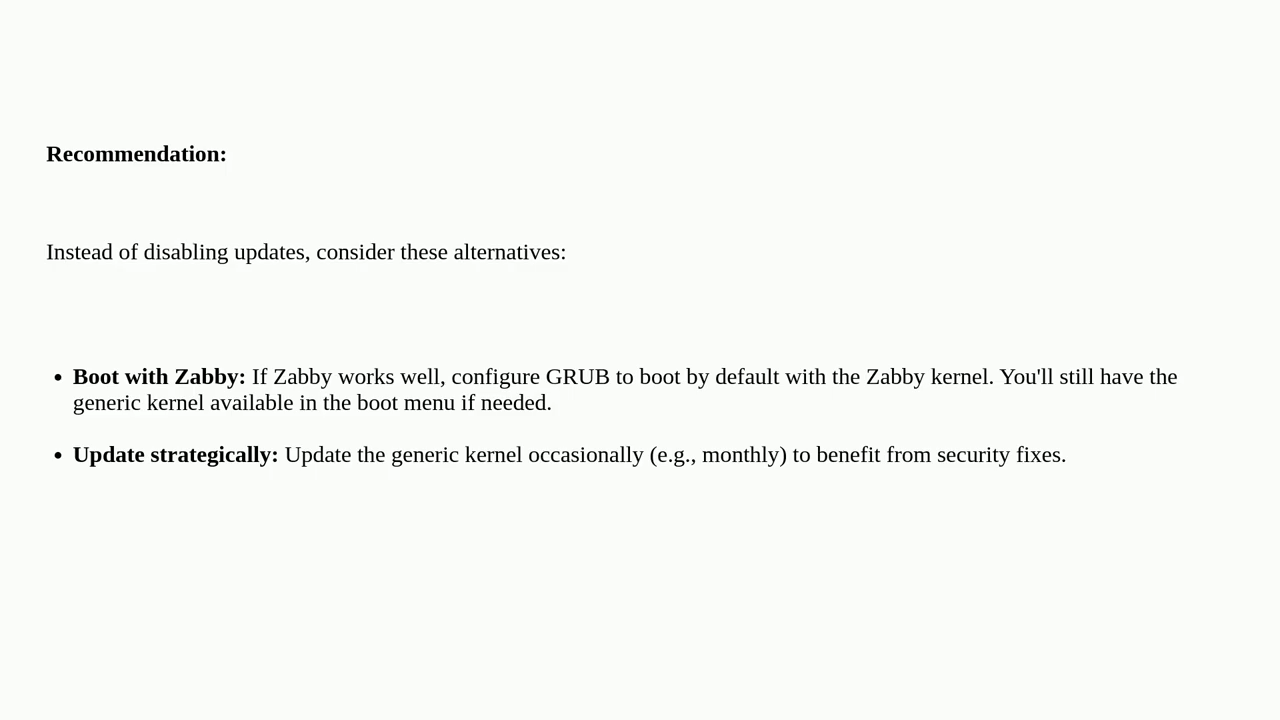 Recommendation:
Instead of disabling updates, consider these alternatives:
• Boot with Zabby: If Zabby works well, configure GRUB to boot by default with the Zabby kernel. You'll still have the
generic kernel available in the boot menu if needed.
• Update strategically: Update the generic kernel occasionally (e.g., monthly) to benefit from security fixes.